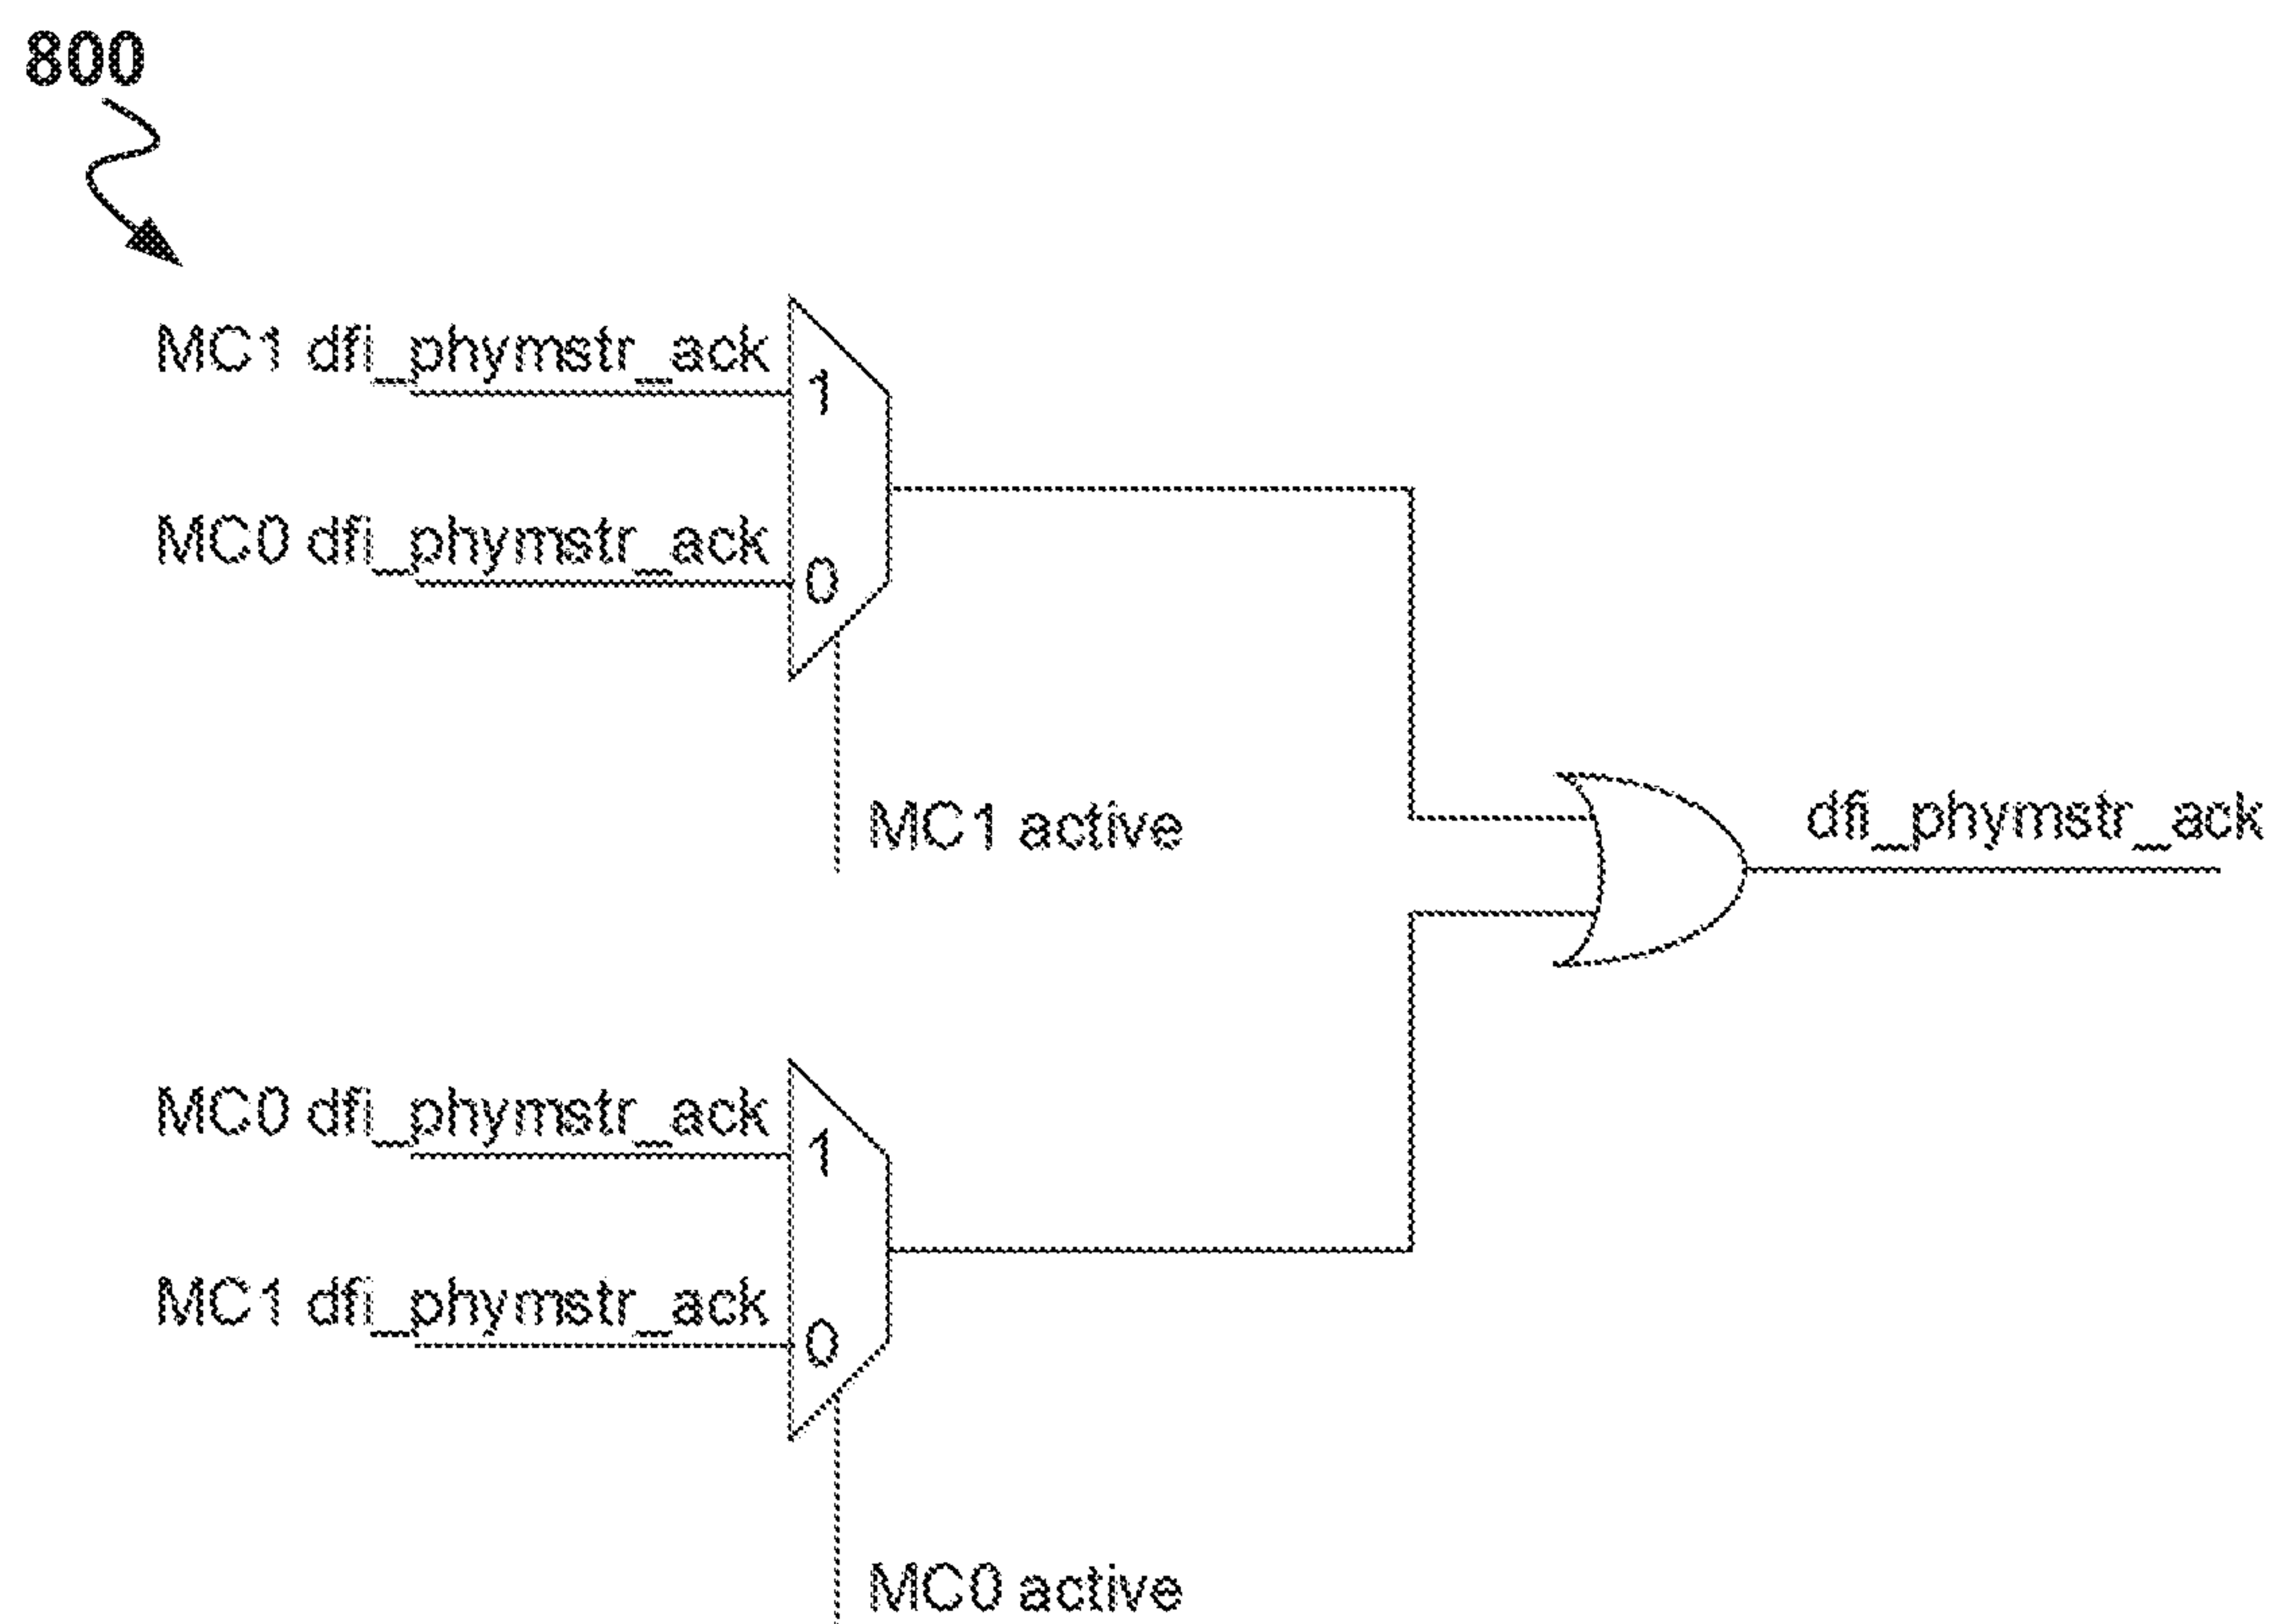 800
MC1 dfi_phymstr_ack
1
MC0 dfi_phymstr_ack
0
MC1 active
dfi_phymstr_ack
MC0 dfi_phymstr_ack
1
MC1 dfi_phymstr_ack
0
MC0 active